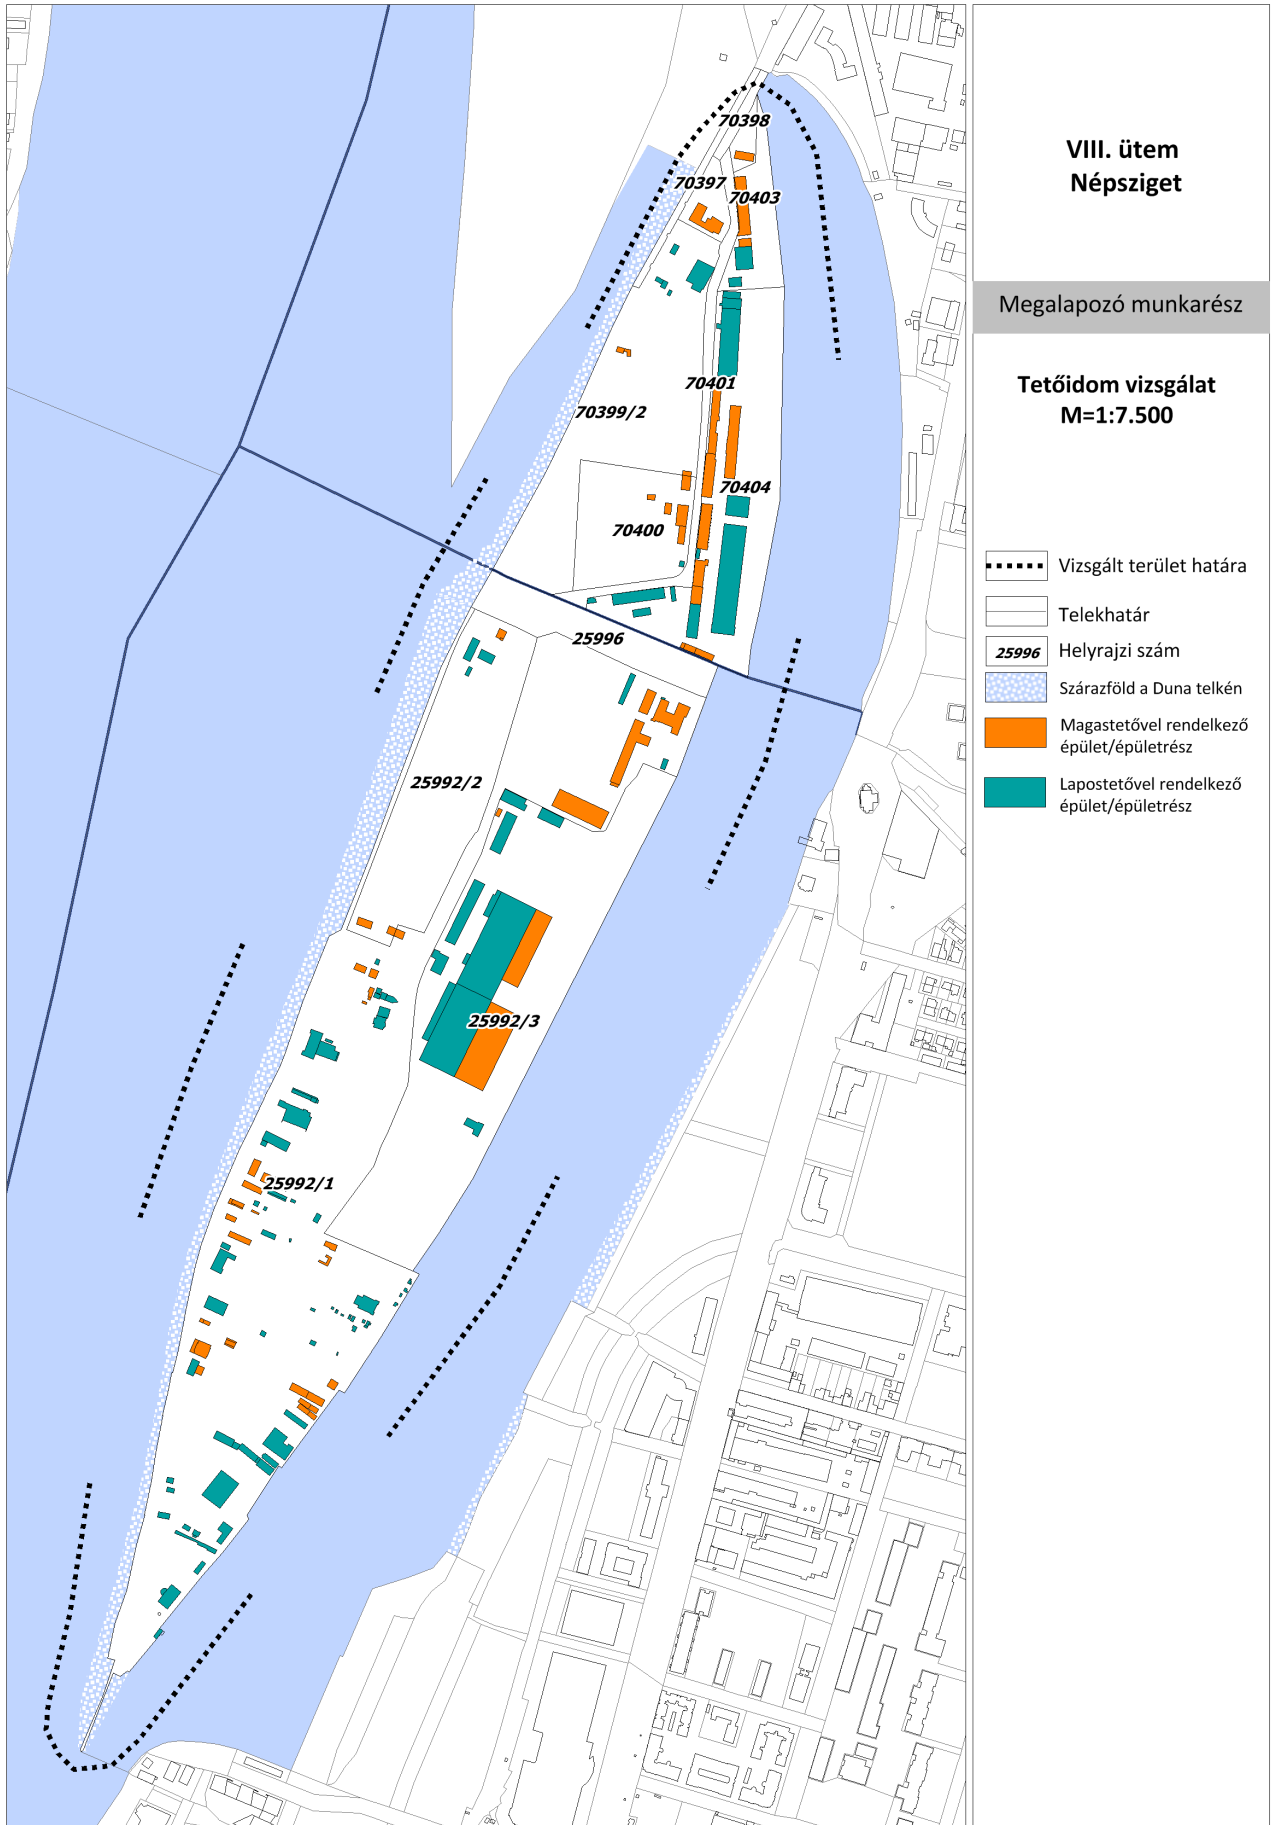 70398
70397
70403
70401
70399/2
70404
70400
25996
25992/2
25992/3
25992/1
VIII. ütem
Népsziget
Megalapozó munkarész
Tetőidom vizsgálat
M=1:7.500
Vizsgált terület határa
Telekhatár
25996 Helyrajzi szám
Szárazföld a Duna telkén
Magastetővel rendelkező
épület/épületrész
Lapostetővel rendelkező
épület/épületrész